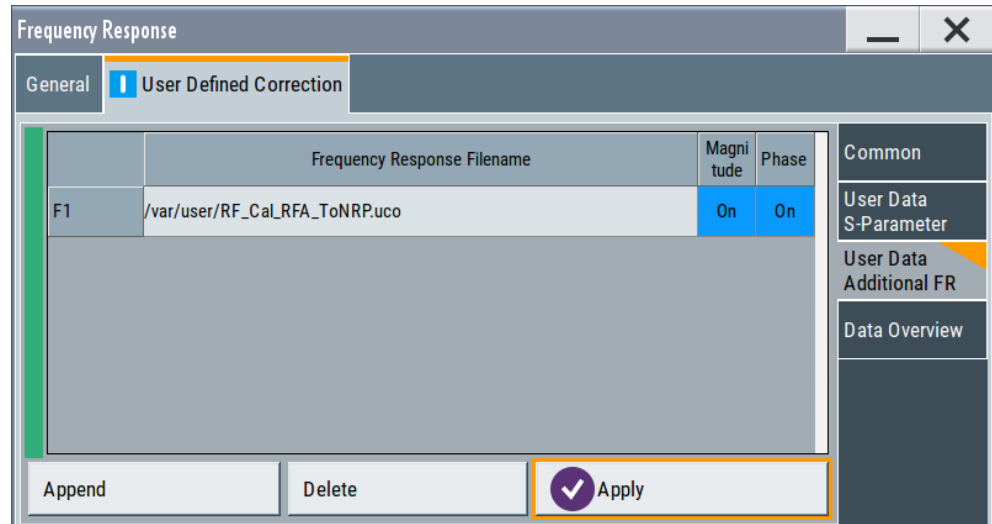 Frequency Response
General
User Defined Correction
Frequency Response Filename
Magni
tude
Phase
F1
/var/user/RF_Cal_RFA_ToNRP.uco
On
On
Common
User Data
S-Parameter
User Data
Additional FR
Data Overview
Append
Delete
Apply